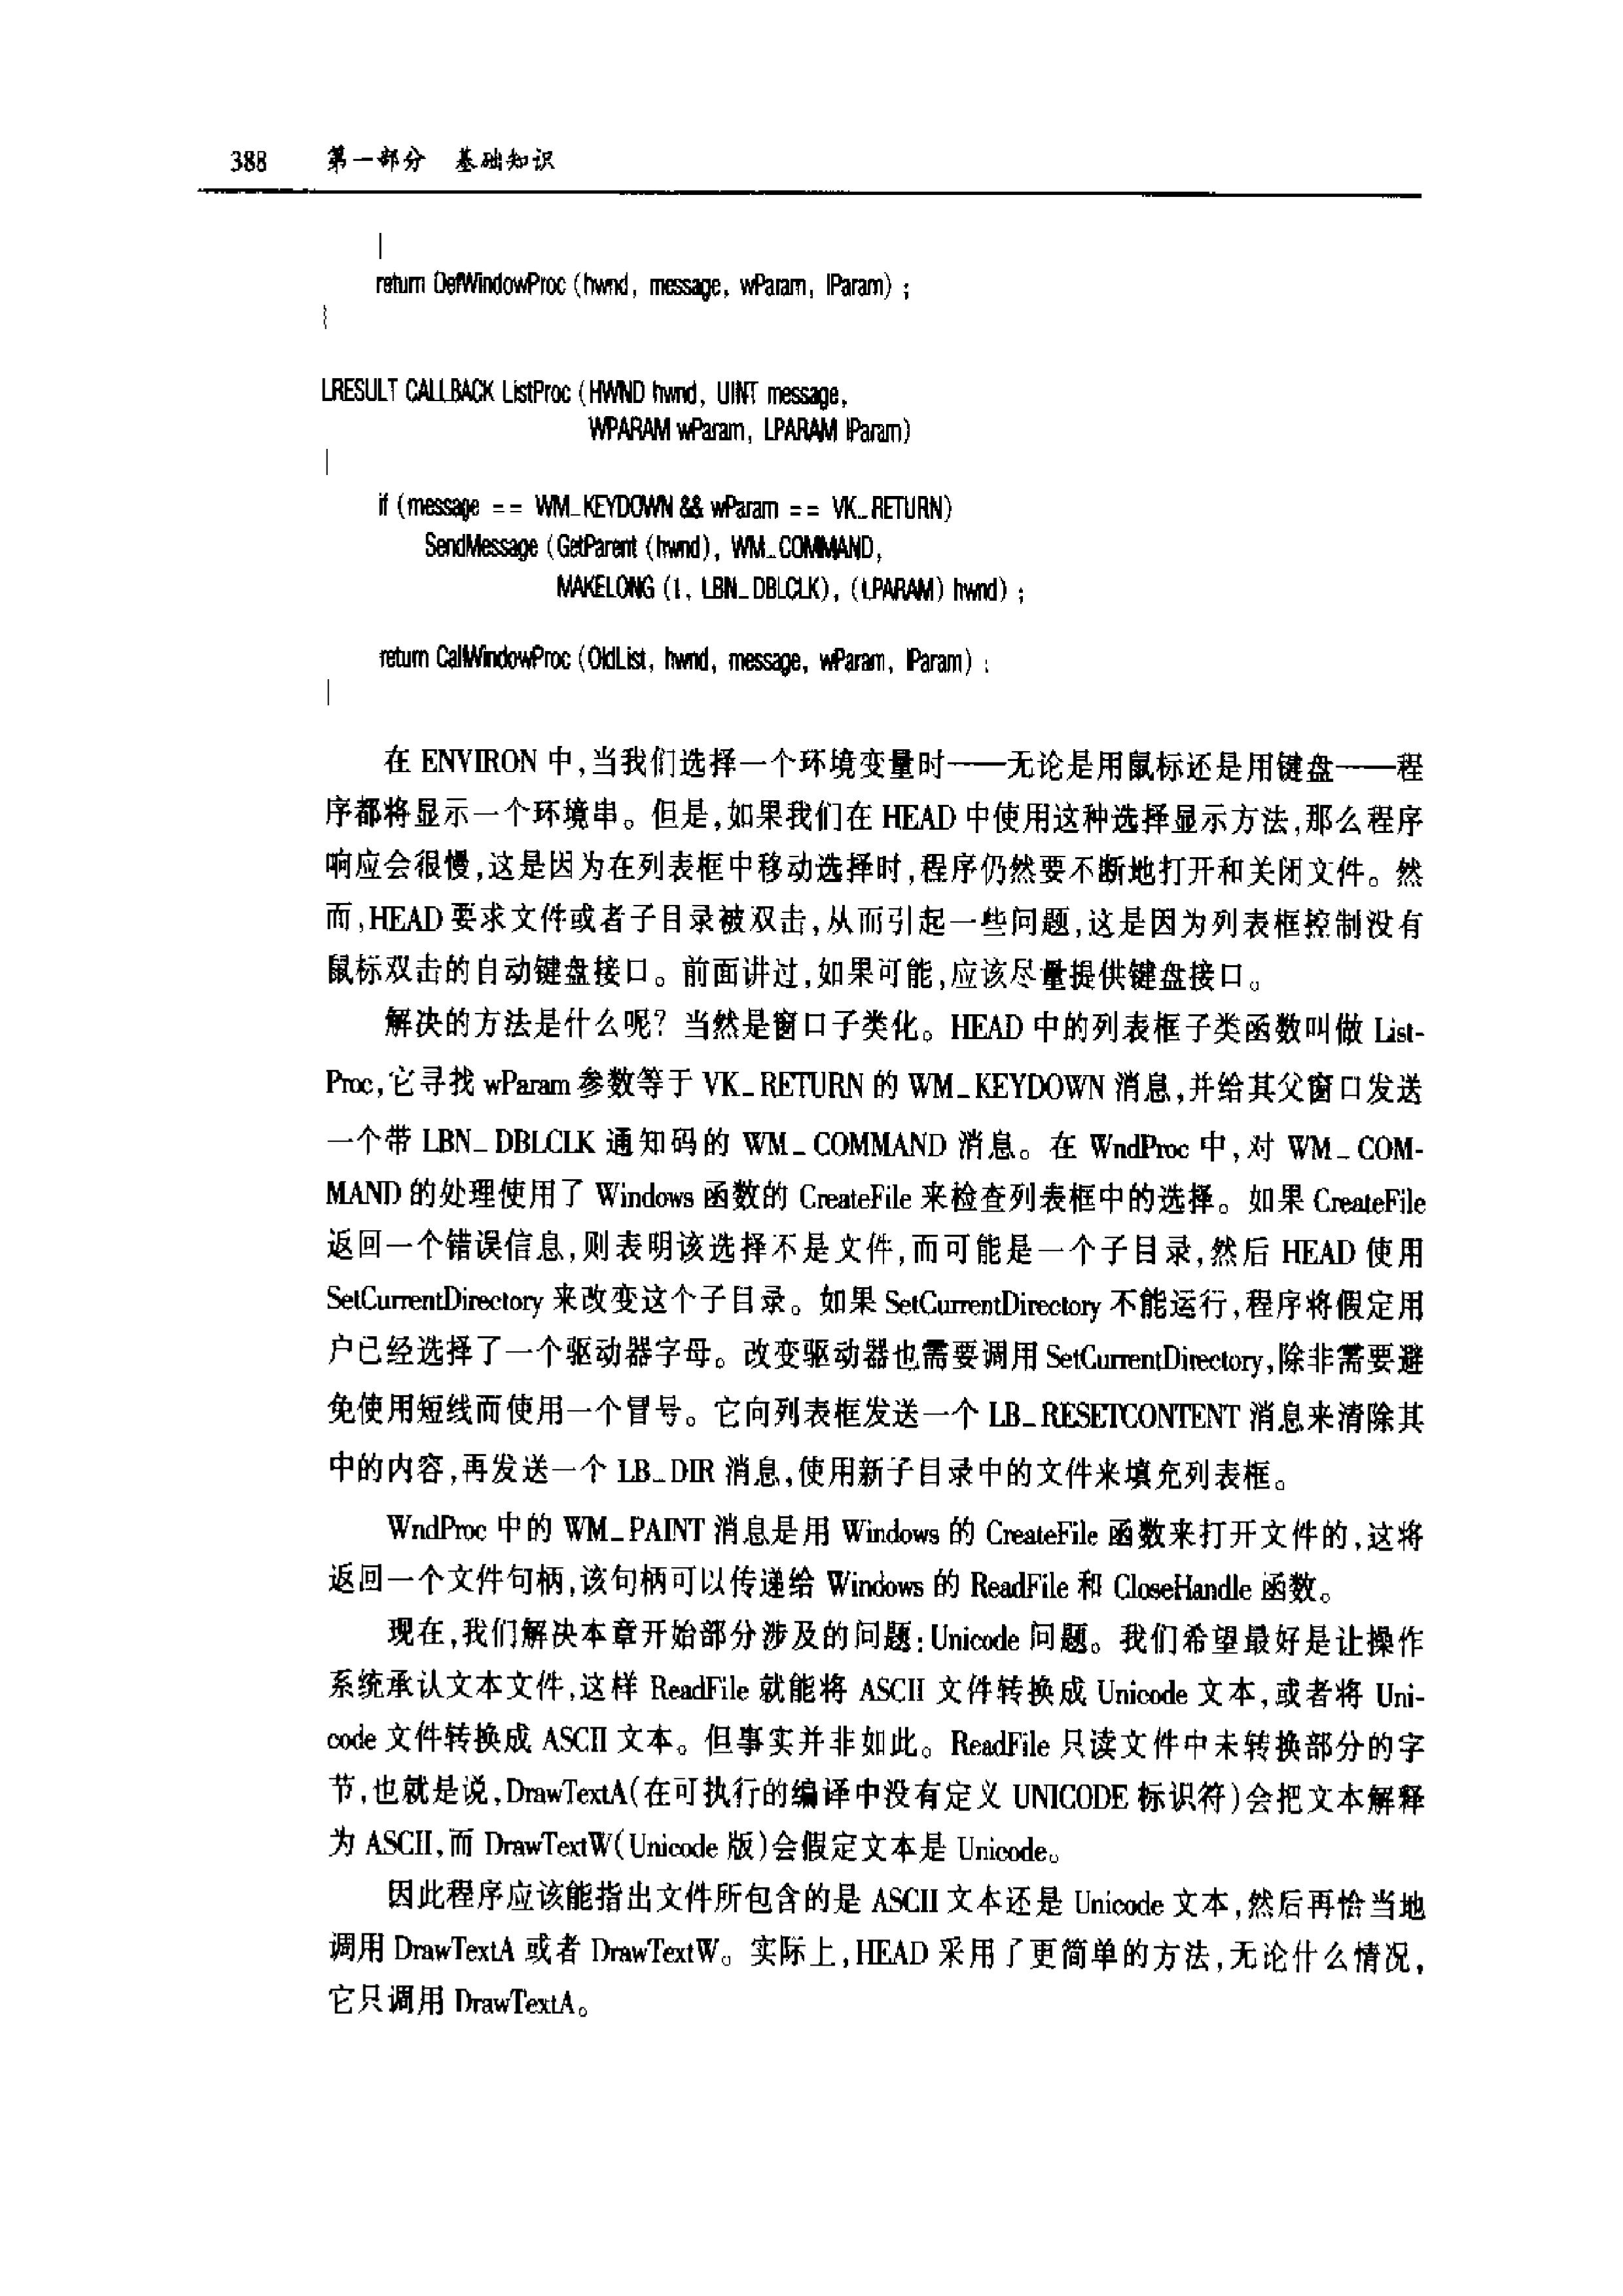 388 第一部分 基础知识
}
return DefWindowProc (hwnd, message, wParam, lParam) ;
}
LRESULT CALLBACK ListProc (HWND hwnd, UINT message,
WPARAM wParam, LPARAM lParam)
{
if (message == WM_KEYDOWN && wParam == VK_RETURN)
SendMessage (GetParent (hwnd), WM_COMMAND,
MAKELONG (1, LBN_DBLCLK), (LPARAM) hwnd) ;
return CallWindowProc (OldList, hwnd, message, wParam, lParam) ;
}
在 ENVIRON 中,当我们选择一个环境变量时——无论是用鼠标还是用键盘——程
序都将显示一个环境串。但是,如果我们在 HEAD 中使用这种选择显示方法,那么程序
响应会很慢,这是因为在列表框中移动选择时,程序仍然要不断地打开和关闭文件。然
而,HEAD 要求文件或者子目录被双击,从而引起一些问题,这是因为列表框控制没有
鼠标双击的自动键盘接口。前面讲过,如果可能,应该尽量提供键盘接口。
解决的方法是什么呢? 当然是窗口子类化。HEAD 中的列表框子类函数叫做 List-
Proc,它寻找 wParam 参数等于 VK_RETURN 的 WM_KEYDOWN 消息,并给其父窗口发送
一个带 LBN_DBLCLK 通知码的 WM_COMMAND 消息。在 WndProc 中,对 WM_COM-
MAND 的处理使用了 Windows 函数的 CreateFile 来检查列表框中的选择。如果 CreateFile
返回一个错误信息,则表明该选择不是文件,而可能是一个子目录,然后 HEAD 使用
SetCurrentDirectory 来改变这个子目录。如果 SetCurrentDirectory 不能运行,程序将假定用
户已经选择了一个驱动器字母。改变驱动器也需要调用 SetCurrentDirectory,除非需要避
免使用短线而使用一个冒号。它向列表框发送一个 LB_RESETCONTENT 消息来清除其
中的内容,再发送一个 LB_DIR 消息,使用新子目录中的文件来填充列表框。
WndProc 中的 WM_PAINT 消息是用 Windows 的 CreateFile 函数来打开文件的,这将
返回一个文件句柄,该句柄可以传递给 Windows 的 ReadFile 和 CloseHandle 函数。
现在,我们解决本章开始部分涉及的问题:Unicode 问题。我们希望最好是让操作
系统承认文本文件,这样 ReadFile 就能将 ASCII 文件转换成 Unicode 文本,或者将 Uni-
code 文件转换成 ASCII 文本。但事实并非如此。ReadFile 只读文件中未转换部分的字
节,也就是说,DrawTextA(在可执行的编译中没有定义 UNICODE 标识符)会把文本解释
为 ASCII,而 DrawTextW(Unicode 版)会假定文本是 Unicode。
因此程序应该能指出文件所包含的是 ASCII 文本还是 Unicode 文本,然后再恰当地
调用 DrawTextA 或者 DrawTextW。实际上,HEAD 采用了更简单的方法,无论什么情况,
它只调用 DrawTextA。